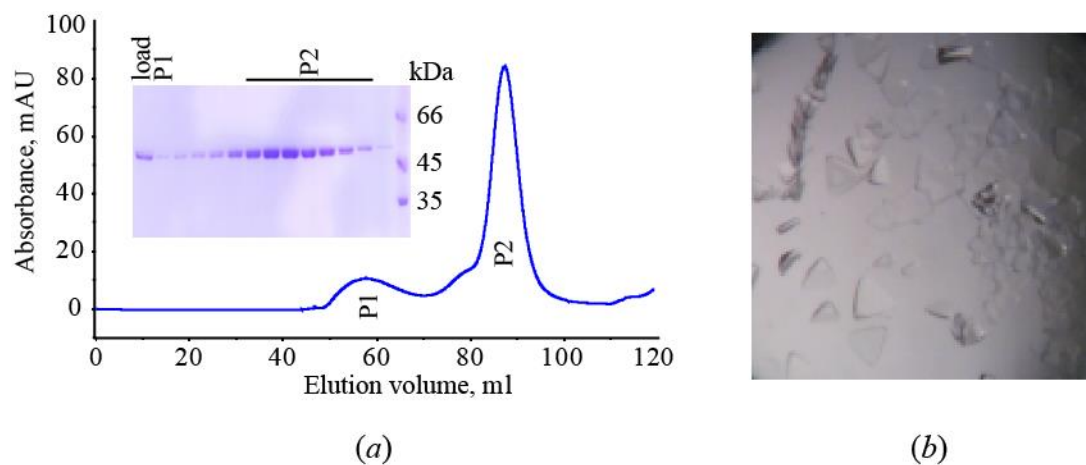 100
80
60
40
20
0
Absorbance, mAU
load
P1
P2
kDa
66
45
35
P1
P2
0 20 40 60 80 100 120
Elution volume, ml
(a)
(b)